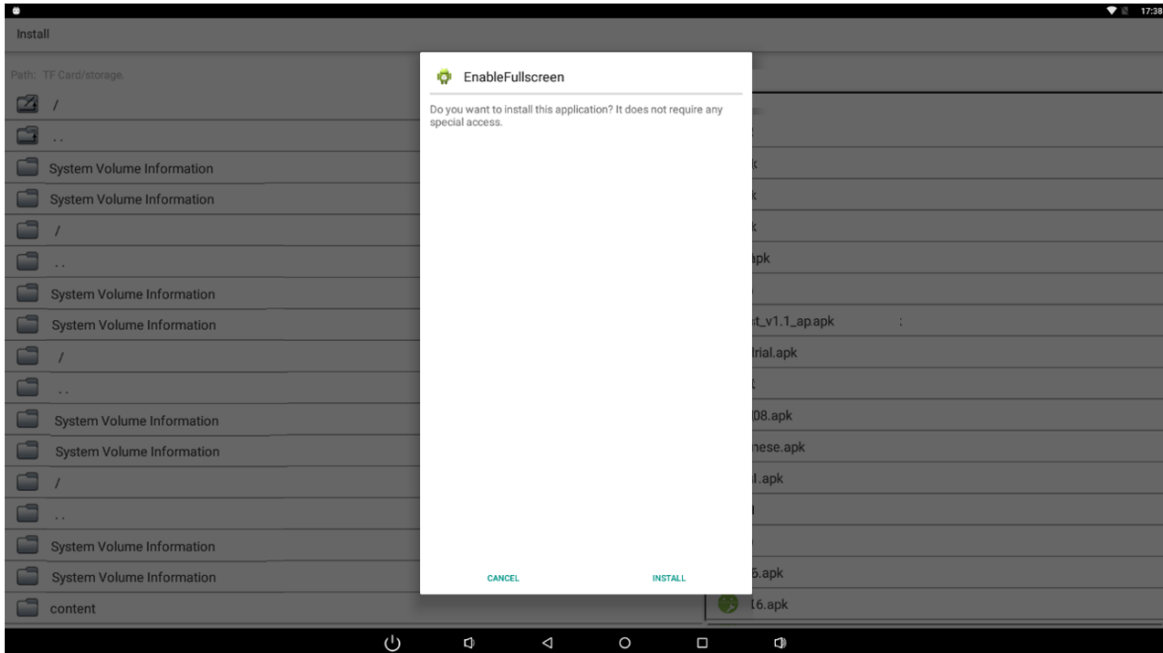 17:38
Install
Path: TF Card/storage.
/
..
System Volume Information
System Volume Information
/
..
System Volume Information
System Volume Information
/
..
System Volume Information
System Volume Information
/
..
System Volume Information
System Volume Information
content
EnableFullscreen
Do you want to install this application? It does not require any
special access.
CANCEL
INSTALL
apk
st_v1.1_ap.apk
trial.apk
08.apk
nese.apk
.apk
6.apk
6.apk